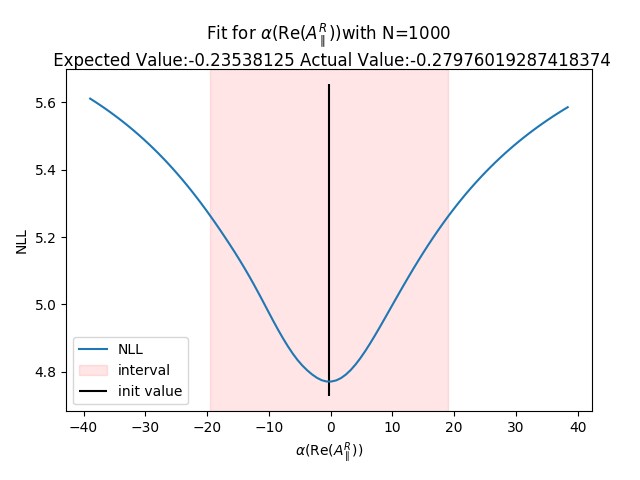 Fit for α(Re(A∥ᴿ))with N=1000
Expected Value:-0.23538125 Actual Value:-0.27976019287418374
5.6
5.4
5.2
5.0
4.8
NLL
NLL
interval
init value
−40 −30 −20 −10 0 10 20 30 40
α(Re(A∥ᴿ))